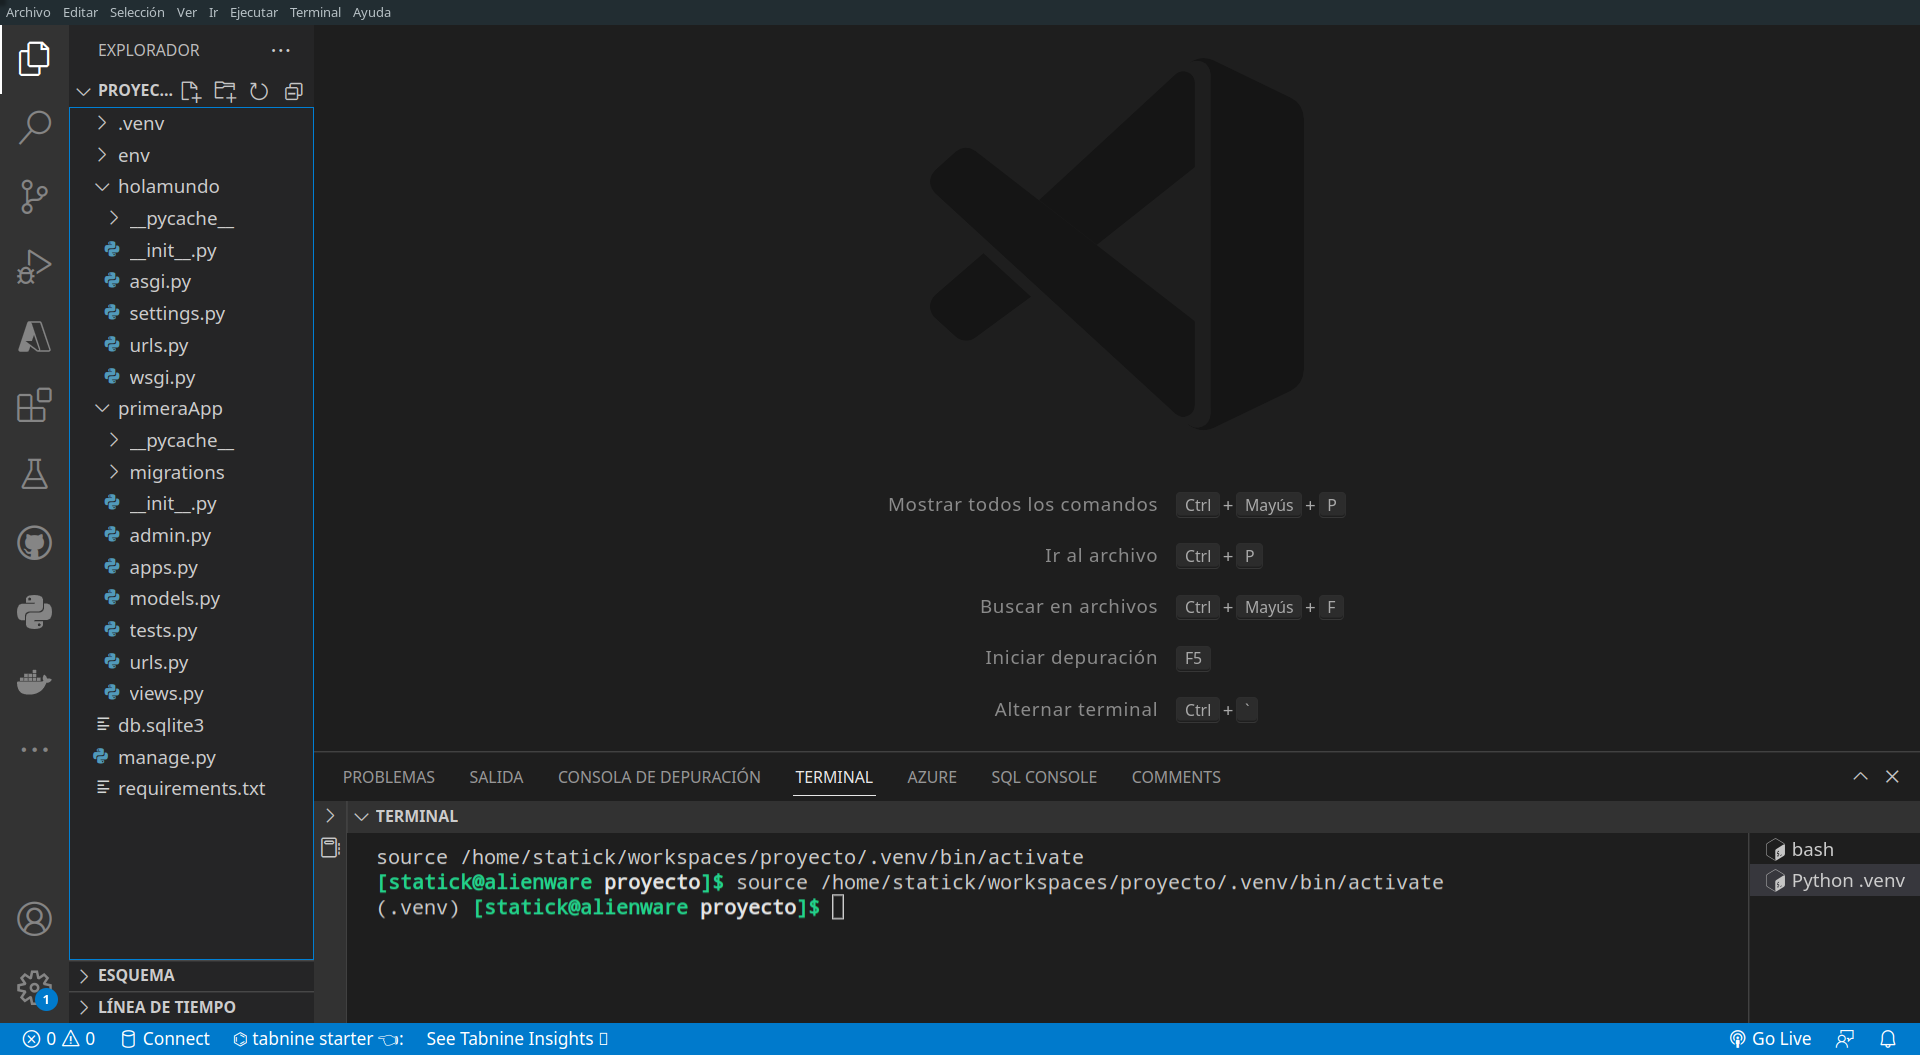 Archivo Editar Selección Ver Ir Ejecutar Terminal Ayuda
EXPLORADOR
PROYEC...
.venv
env
holamundo
__pycache__
__init__.py
asgi.py
settings.py
urls.py
wsgi.py
primeraApp
__pycache__
migrations
__init__.py
admin.py
apps.py
models.py
tests.py
urls.py
views.py
db.sqlite3
manage.py
requirements.txt
ESQUEMA
LÍNEA DE TIEMPO
1
Mostrar todos los comandos Ctrl + Mayús + P
Ir al archivo Ctrl + P
Buscar en archivos Ctrl + Mayús + F
Iniciar depuración F5
Alternar terminal Ctrl + `
PROBLEMAS SALIDA CONSOLA DE DEPURACIÓN TERMINAL AZURE SQL CONSOLE COMMENTS
TERMINAL
source /home/statick/workspaces/proyecto/.venv/bin/activate
[statick@alienware proyecto]$ source /home/statick/workspaces/proyecto/.venv/bin/activate
(.venv) [statick@alienware proyecto]$
bash
Python .venv
0 0 Connect tabnine starter 👈: See Tabnine Insights Go Live